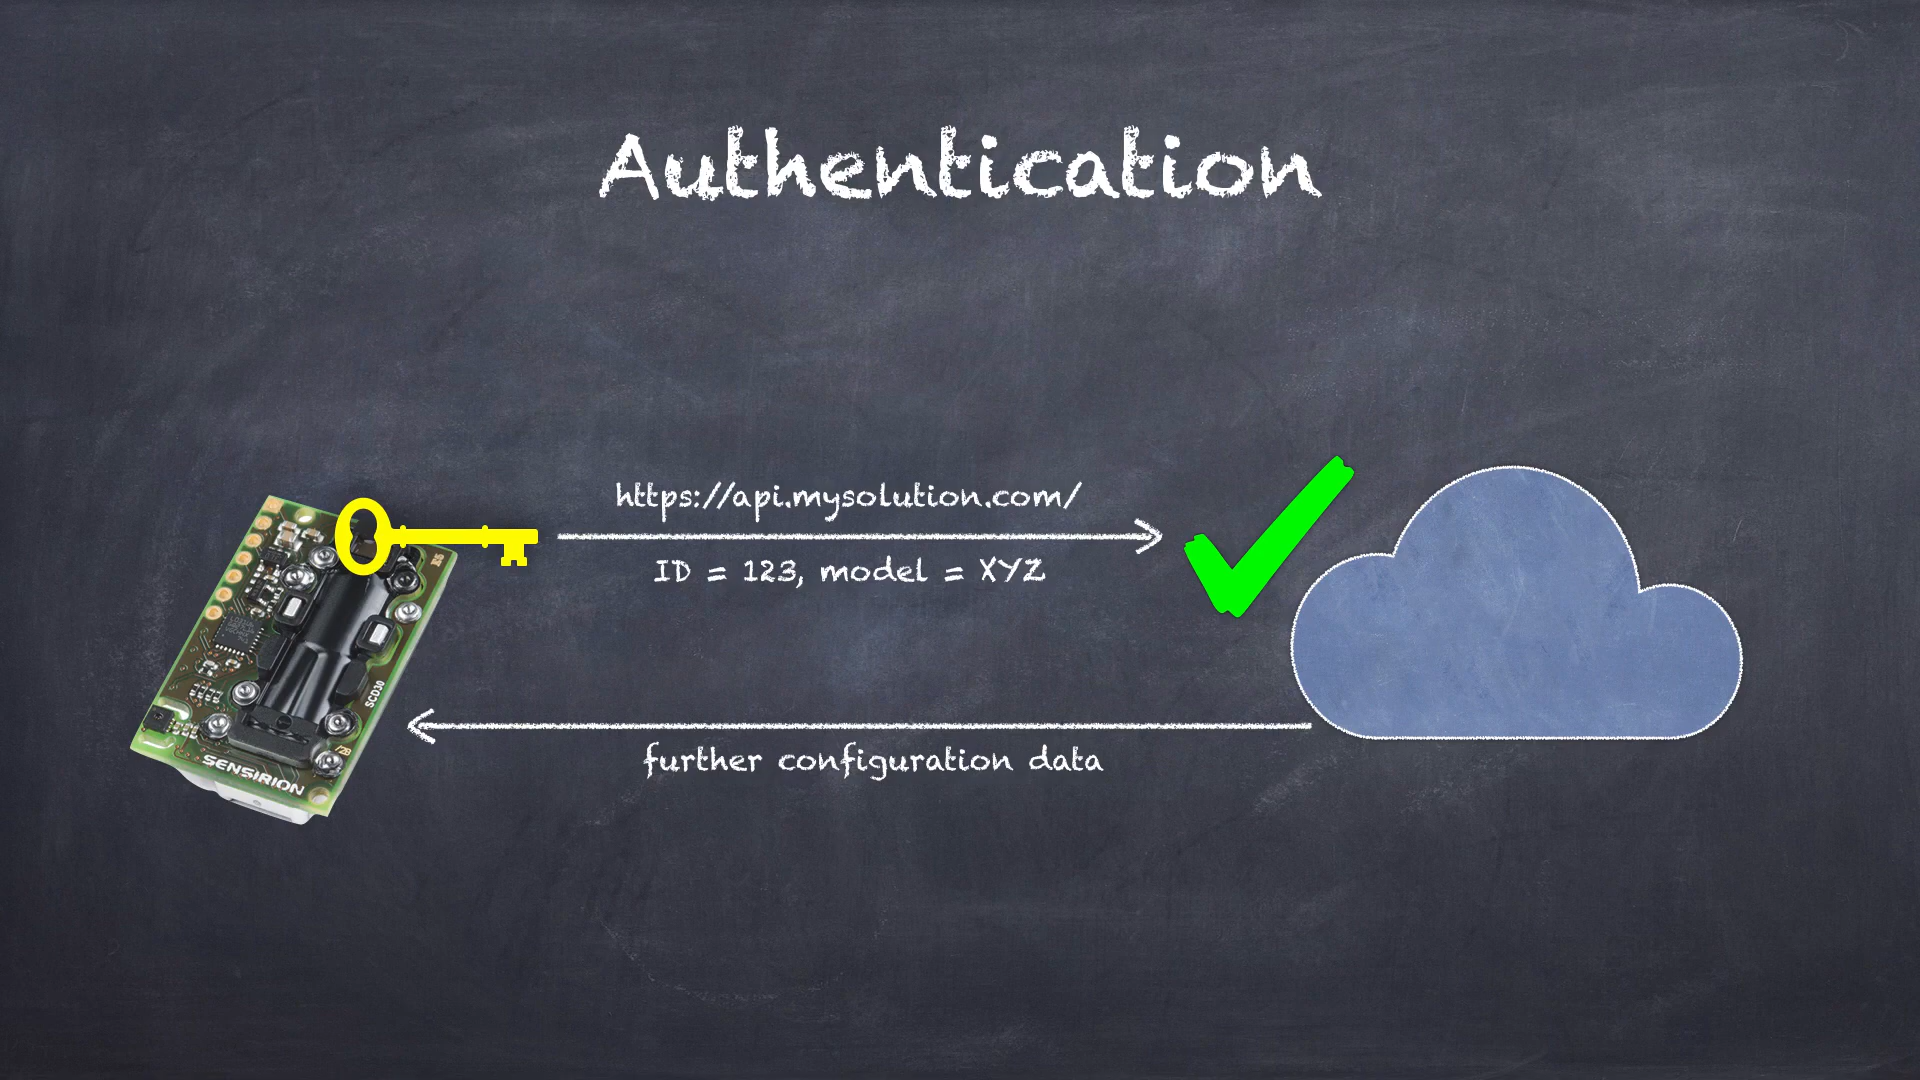 Authentication
https://api.mysolution.com/
ID = 123, model = XYZ
SCD30
SENSIRION
further configuration data